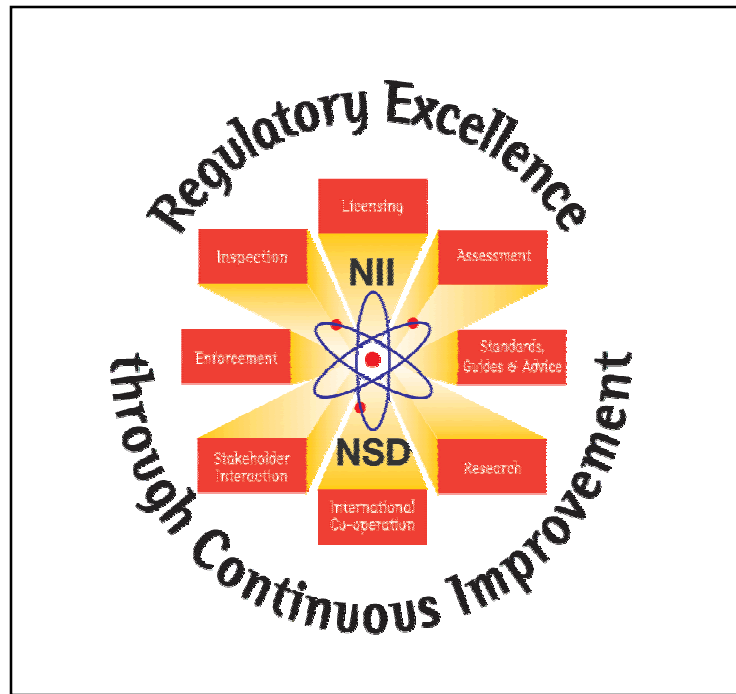 Regulatory Excellence
Licensing
Inspection
NII
Assessment
Enforcement
Standards,
Guides & Advice
Stakeholder
Interaction
NSD
Research
International
Co-operation
through Continuous Improvement